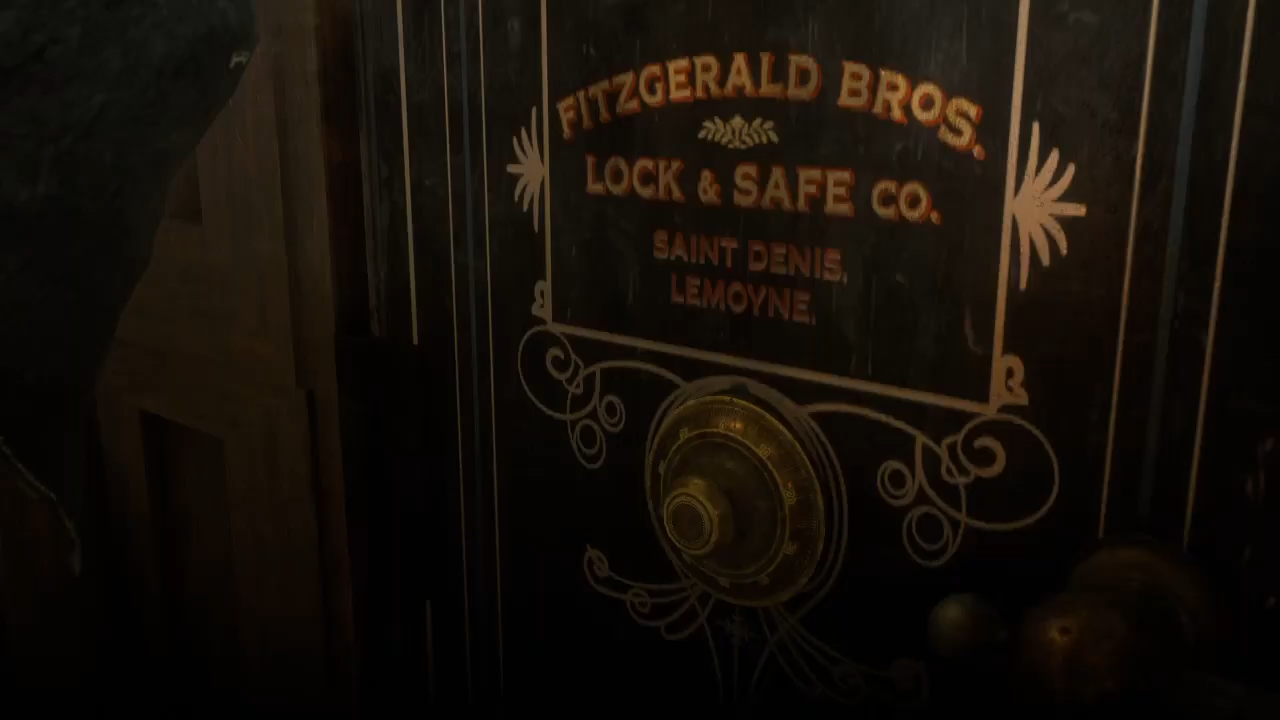 FITZGERALD BROS.
LOCK & SAFE CO.
SAINT DENIS,
LEMOYNE.